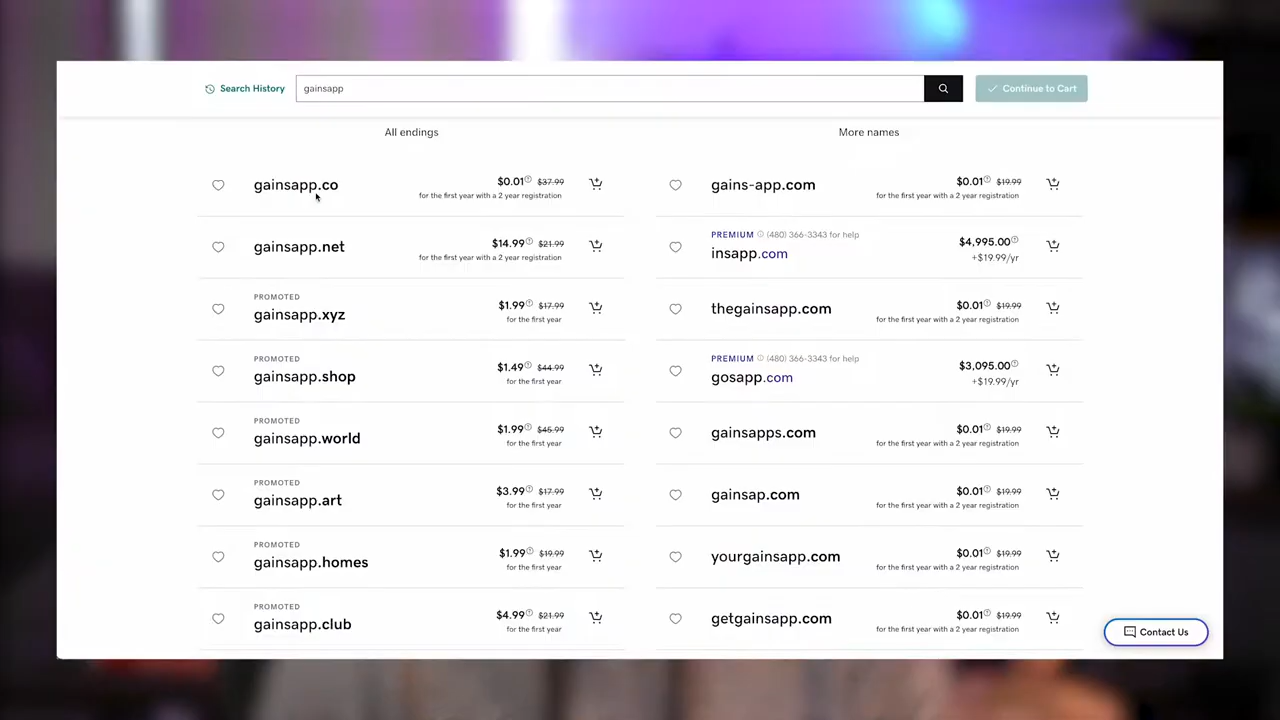 Search History
gainsapp
Continue to Cart
All endings
More names
gainsapp.co
$0.01 $37.99
for the first year with a 2 year registration
gainsapp.net
$14.99 $21.99
for the first year with a 2 year registration
PROMOTED
gainsapp.xyz
$1.99 $17.99
for the first year
PROMOTED
gainsapp.shop
$1.49 $44.99
for the first year
PROMOTED
gainsapp.world
$1.99 $45.99
for the first year
PROMOTED
gainsapp.art
$3.99 $17.99
for the first year
PROMOTED
gainsapp.homes
$1.99 $19.99
for the first year
PROMOTED
gainsapp.club
$4.99 $21.99
for the first year
gains-app.com
$0.01 $19.99
for the first year with a 2 year registration
PREMIUM (480) 366-3343 for help
insapp.com
$4,995.00
+$19.99/yr
thegainsapp.com
$0.01 $19.99
for the first year with a 2 year registration
PREMIUM (480) 366-3343 for help
gosapp.com
$3,095.00
+$19.99/yr
gainsapps.com
$0.01 $19.99
for the first year with a 2 year registration
gainsap.com
$0.01 $19.99
for the first year with a 2 year registration
yourgainsapp.com
$0.01 $19.99
for the first year with a 2 year registration
getgainsapp.com
$0.01 $19.99
for the first year with a 2 year registration
Contact Us